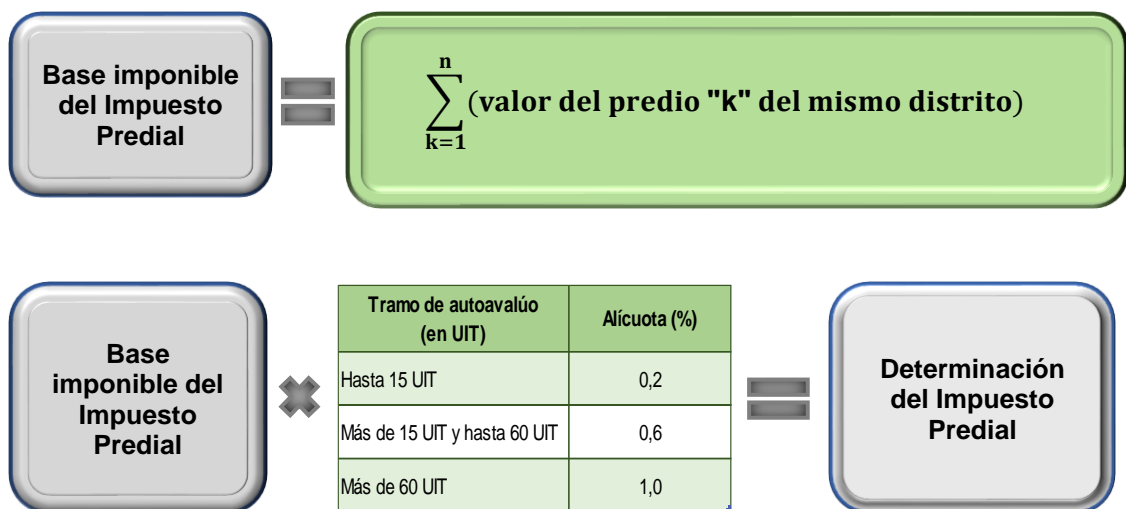 Base imponible
del Impuesto
Predial
n
∑(valor del predio "k" del mismo distrito)
k=1
Base
imponible del
Impuesto
Predial
Tramo de autoavalúo
(en UIT)
Alícuota (%)
Hasta 15 UIT
0,2
Más de 15 UIT y hasta 60 UIT
0,6
Más de 60 UIT
1,0
Determinación
del Impuesto
Predial